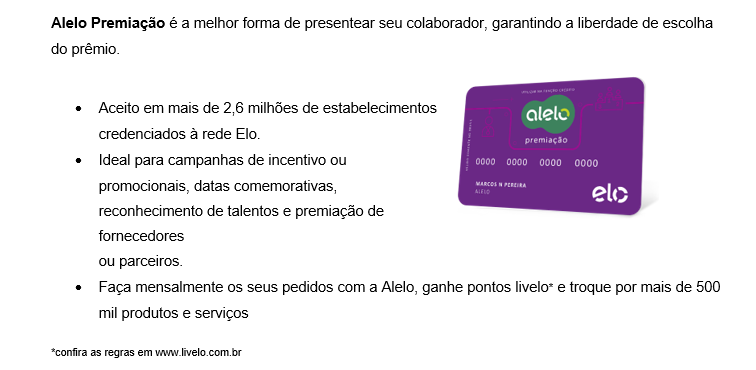 Alelo Premiação é a melhor forma de presentear seu colaborador, garantindo a liberdade de escolha
do prêmio.
• Aceito em mais de 2,6 milhões de estabelecimentos
credenciados à rede Elo.
• Ideal para campanhas de incentivo ou
promocionais, datas comemorativas,
reconhecimento de talentos e premiação de
fornecedores
ou parceiros.
alelo
premiação
0000 0000 0000 0000
MARCOS N PEREIRA
ALELO
elo
• Faça mensalmente os seus pedidos com a Alelo, ganhe pontos livelo* e troque por mais de 500
mil produtos e serviços
*confira as regras em www.livelo.com.br